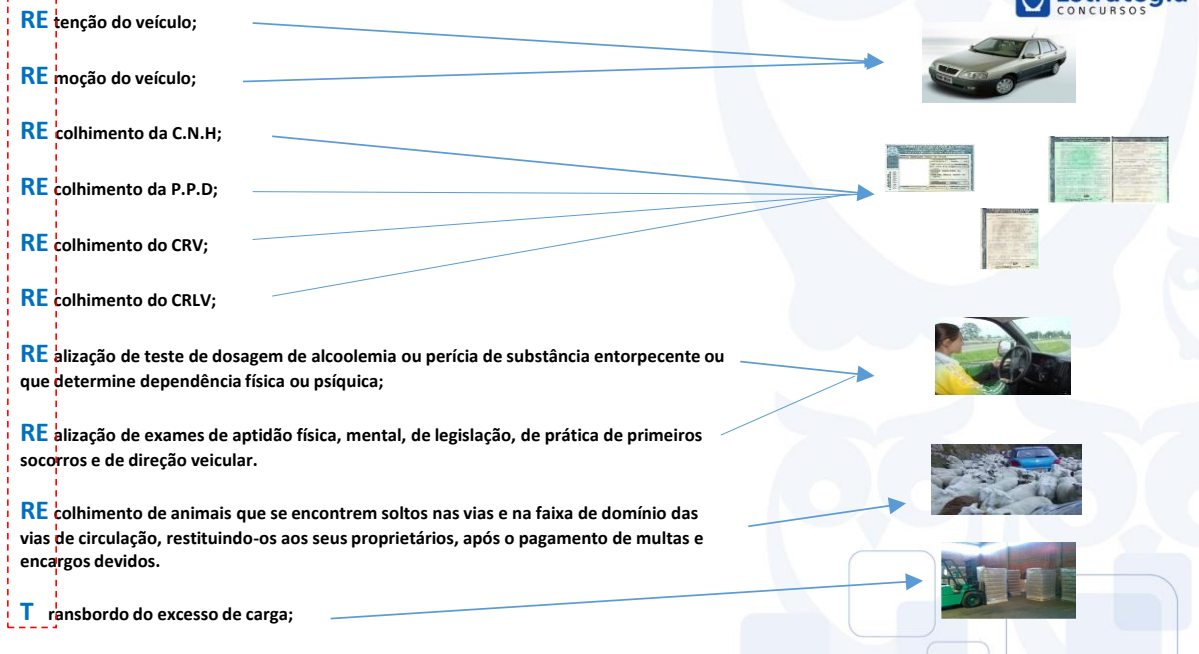 Estratégia
CONCURSOS
RE tenção do veículo;
RE moção do veículo;
RE colhimento da C.N.H;
RE colhimento da P.P.D;
RE colhimento do CRV;
RE colhimento do CRLV;
RE alização de teste de dosagem de alcoolemia ou perícia de substância entorpecente ou
que determine dependência física ou psíquica;
RE alização de exames de aptidão física, mental, de legislação, de prática de primeiros
socorros e de direção veicular.
RE colhimento de animais que se encontrem soltos nas vias e na faixa de domínio das
vias de circulação, restituindo-os aos seus proprietários, após o pagamento de multas e
encargos devidos.
T ransbordo do excesso de carga;